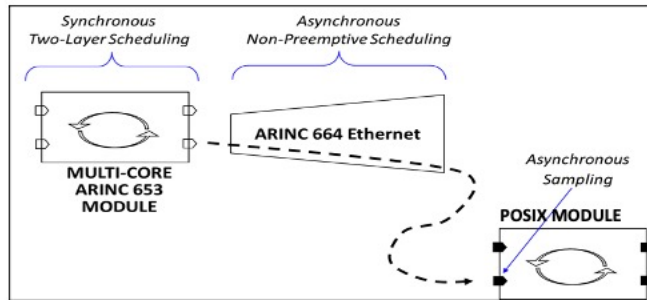 Synchronous
Two-Layer Scheduling
Asynchronous
Non-Preemptive Scheduling
ARINC 664 Ethernet
MULTI-CORE
ARINC 653
MODULE
Asynchronous
Sampling
POSIX MODULE